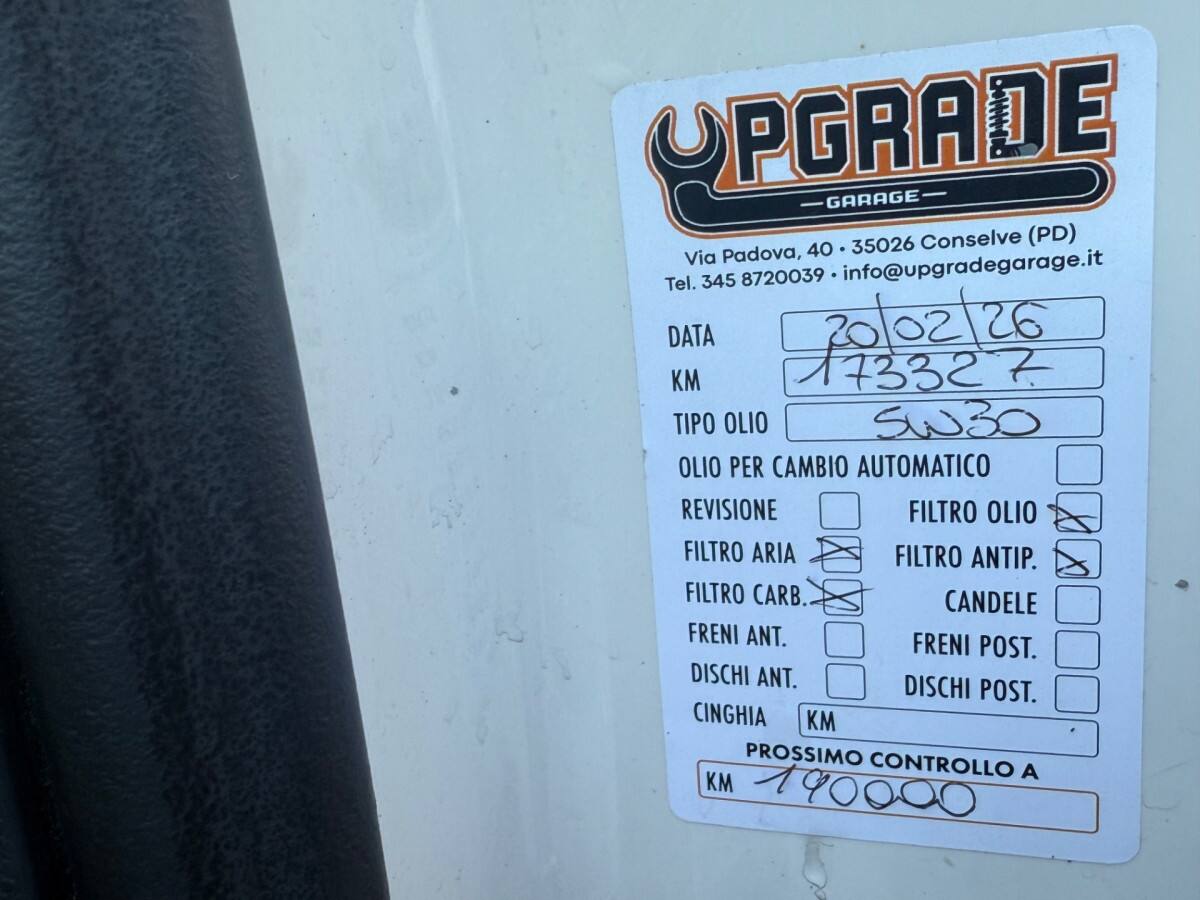 UPGRADE
GARAGE
Via Padova, 40 • 35026 Conselve (PD)
Tel. 345 8720039 • info@upgradegarage.it
DATA 20/02/26
KM 173327
TIPO OLIO 5W30
OLIO PER CAMBIO AUTOMATICO
REVISIONE FILTRO OLIO X
FILTRO ARIA X FILTRO ANTIP. X
FILTRO CARB. X CANDELE
FRENI ANT. FRENI POST.
DISCHI ANT. DISCHI POST.
CINGHIA KM
PROSSIMO CONTROLLO A
KM 190000